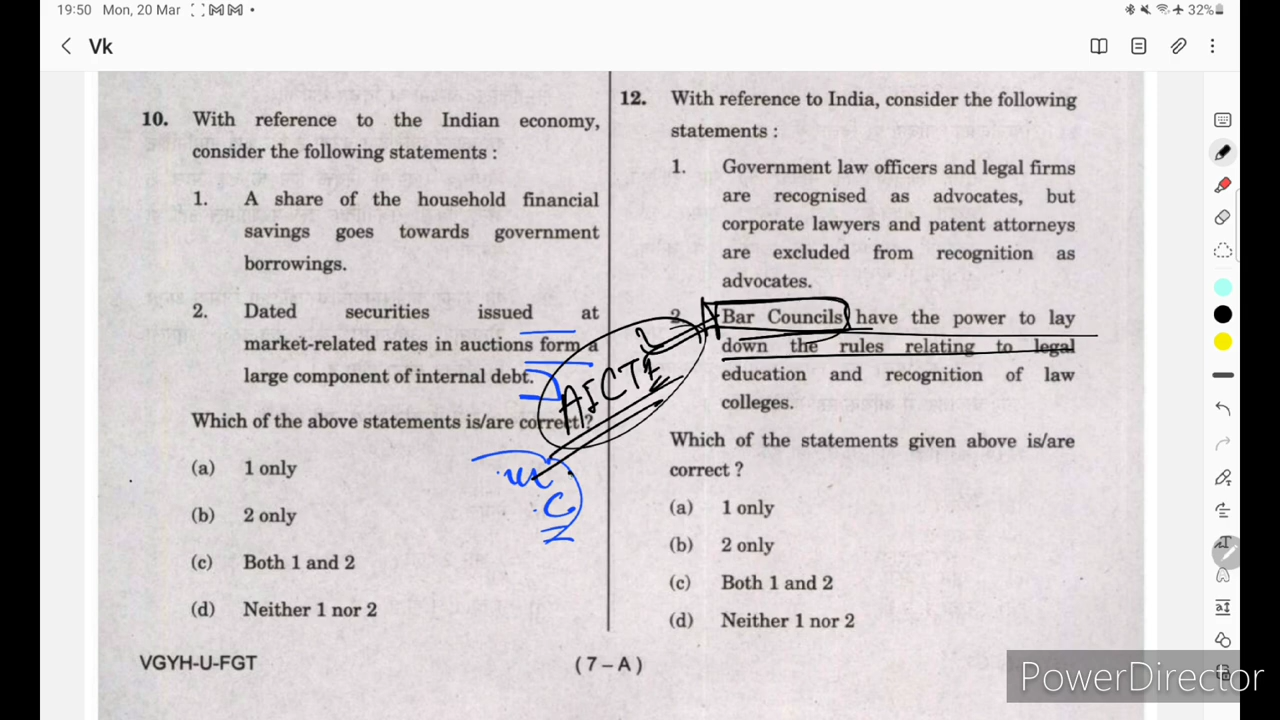 19:50 Mon, 20 Mar
32%
Vk
10. With reference to the Indian economy,
consider the following statements :
1. A share of the household financial
savings goes towards government
borrowings.
2. Dated securities issued at
market-related rates in auctions form a
large component of internal debt.
Which of the above statements is/are correct ?
(a) 1 only
(b) 2 only
(c) Both 1 and 2
(d) Neither 1 nor 2
VGYH-U-FGT
( 7 – A )
12. With reference to India, consider the following
statements :
1. Government law officers and legal firms
are recognised as advocates, but
corporate lawyers and patent attorneys
are excluded from recognition as
advocates.
2. Bar Councils have the power to lay
down the rules relating to legal
education and recognition of law
colleges.
Which of the statements given above is/are
correct ?
(a) 1 only
(b) 2 only
(c) Both 1 and 2
(d) Neither 1 nor 2
PowerDirector